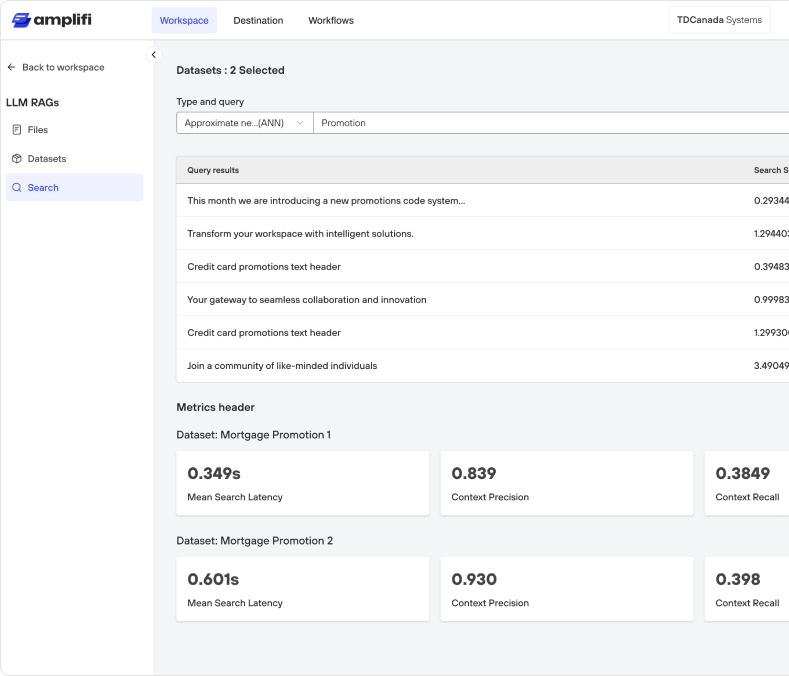 amplifi
Workspace
Destination
Workflows
TDCanada Systems
Back to workspace
LLM RAGs
Files
Datasets
Search
Datasets : 2 Selected
Type and query
Approximate ne...(ANN)
Promotion
Query results
Search S
This month we are introducing a new promotions code system...
0.29344
Transform your workspace with intelligent solutions.
1.294403
Credit card promotions text header
0.39483
Your gateway to seamless collaboration and innovation
0.99983
Credit card promotions text header
1.29930
Join a community of like-minded individuals
3.49049
Metrics header
Dataset: Mortgage Promotion 1
0.349s
Mean Search Latency
0.839
Context Precision
0.3849
Context Recall
Dataset: Mortgage Promotion 2
0.601s
Mean Search Latency
0.930
Context Precision
0.398
Context Recall